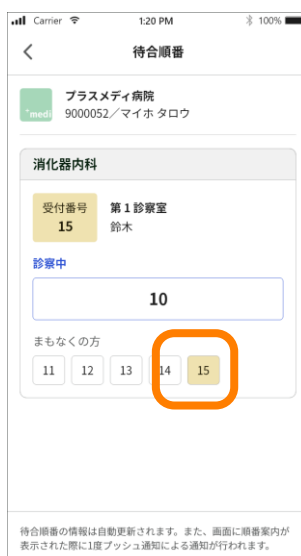 Carrier 1:20 PM 100%
待合順番
プラスメディ病院
+medi 9000052／マイホ タロウ
消化器内科
受付番号 第1診察室
15 鈴木
診察中
10
まもなくの方
11 12 13 14 15
待合順番の情報は自動更新されます。また、画面に順番案内が
表示された際に1度プッシュ通知による通知が行われます。